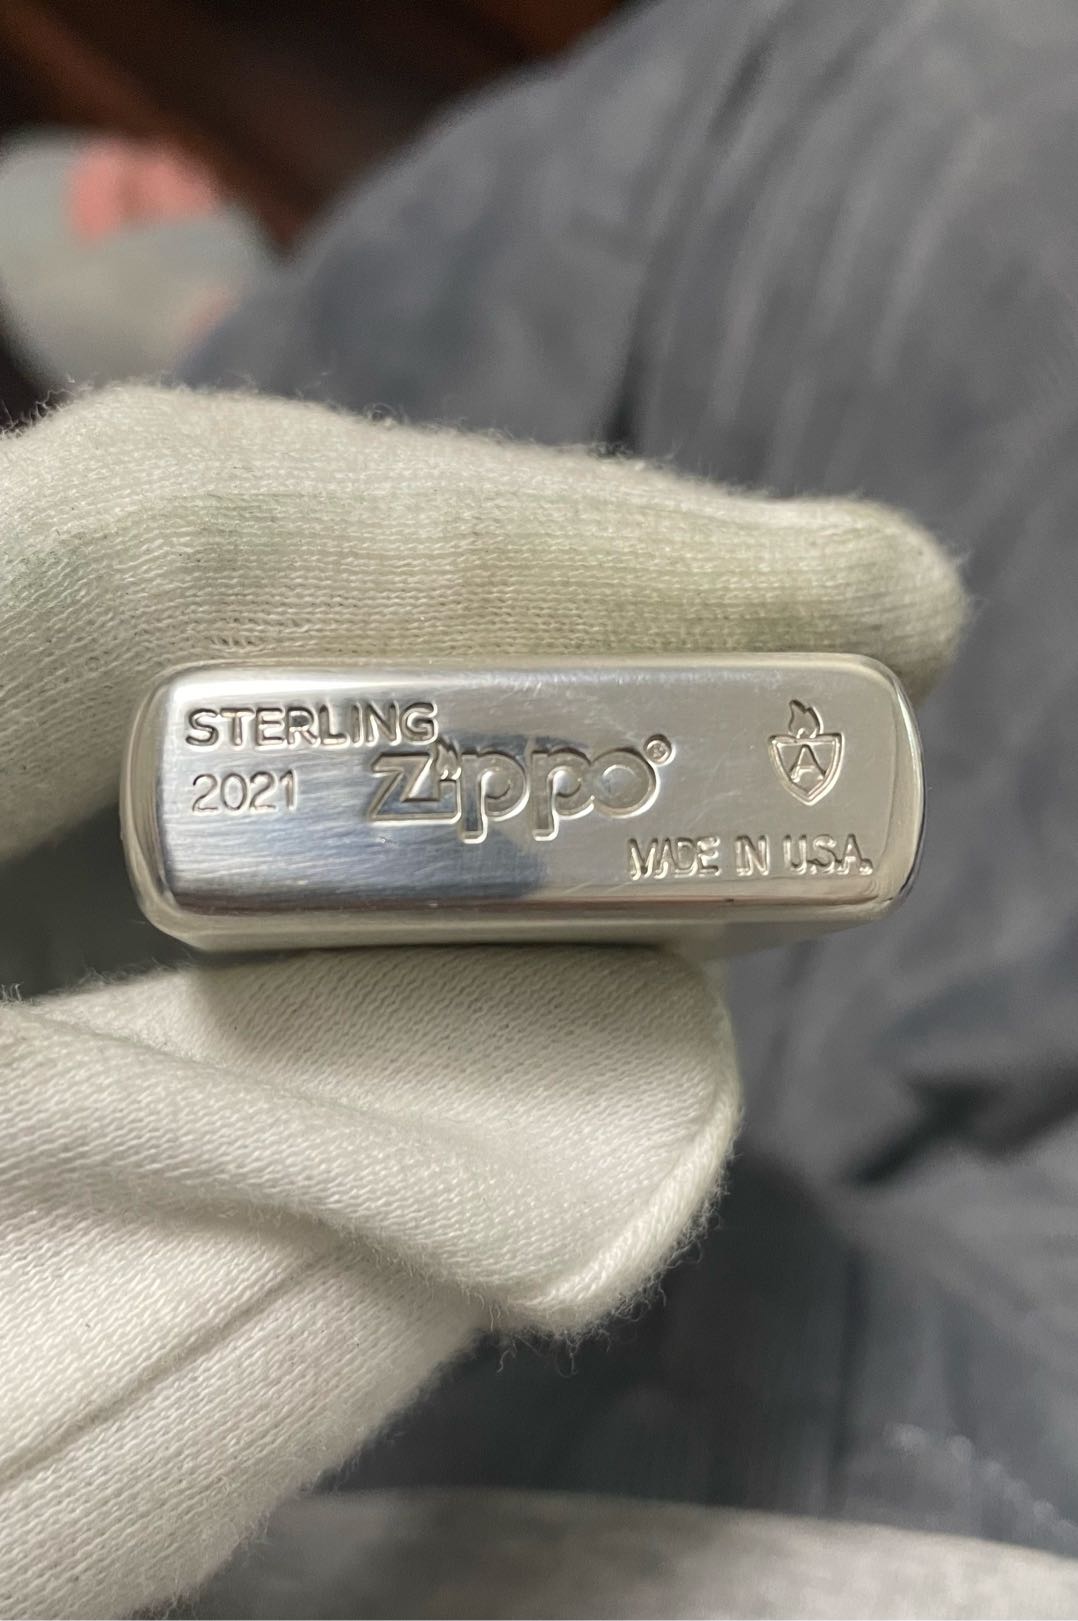 STERLING
2021
Zippo®
A
MADE IN U.S.A.